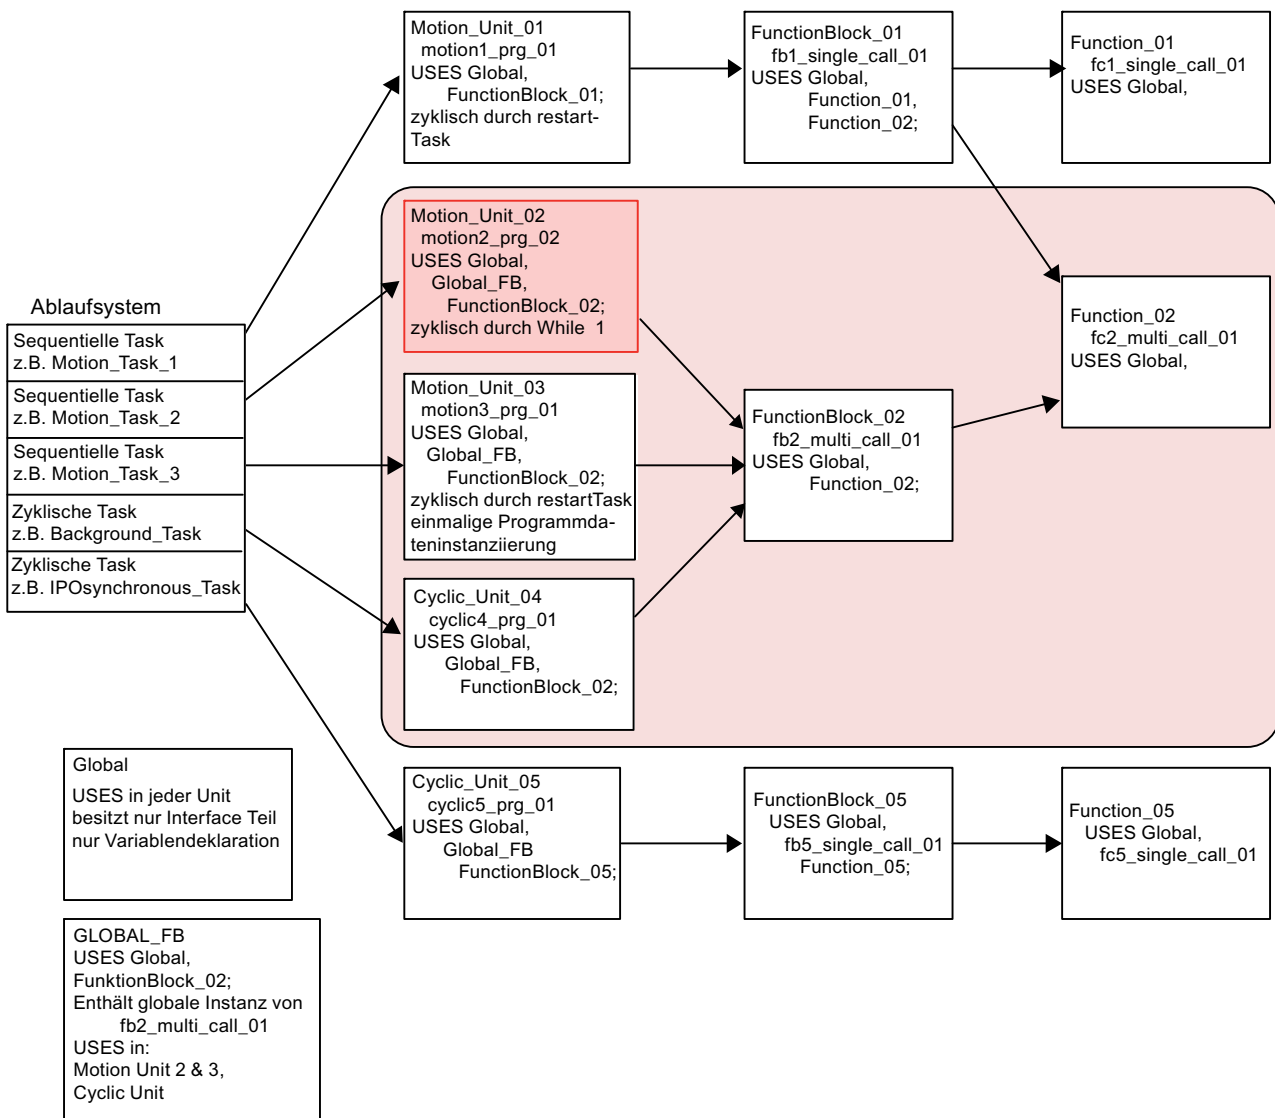 Motion_Unit_01
motion1_prg_01
USES Global,
FunctionBlock_01;
zyklisch durch restart-
Task
FunctionBlock_01
fb1_single_call_01
USES Global,
Function_01,
Function_02;
Function_01
fc1_single_call_01
USES Global,
Motion_Unit_02
motion2_prg_02
USES Global,
Global_FB,
FunctionBlock_02;
zyklisch durch While 1
Function_02
fc2_multi_call_01
USES Global,
Ablaufsystem
Sequentielle Task
z.B. Motion_Task_1
Sequentielle Task
z.B. Motion_Task_2
Sequentielle Task
z.B. Motion_Task_3
Zyklische Task
z.B. Background_Task
Zyklische Task
z.B. IPOsynchronous_Task
Motion_Unit_03
motion3_prg_01
USES Global,
Global_FB,
FunctionBlock_02;
zyklisch durch restartTask
einmalige Programmda-
teninstanziierung
FunctionBlock_02
fb2_multi_call_01
USES Global,
Function_02;
Cyclic_Unit_04
cyclic4_prg_01
USES Global,
Global_FB,
FunctionBlock_02;
Global
USES in jeder Unit
besitzt nur Interface Teil
nur Variablendeklaration
Cyclic_Unit_05
cyclic5_prg_01
USES Global,
Global_FB
FunctionBlock_05;
FunctionBlock_05
USES Global,
fb5_single_call_01
Function_05;
Function_05
USES Global,
fc5_single_call_01
GLOBAL_FB
USES Global,
FunktionBlock_02;
Enthält globale Instanz von
fb2_multi_call_01
USES in:
Motion Unit 2 & 3,
Cyclic Unit